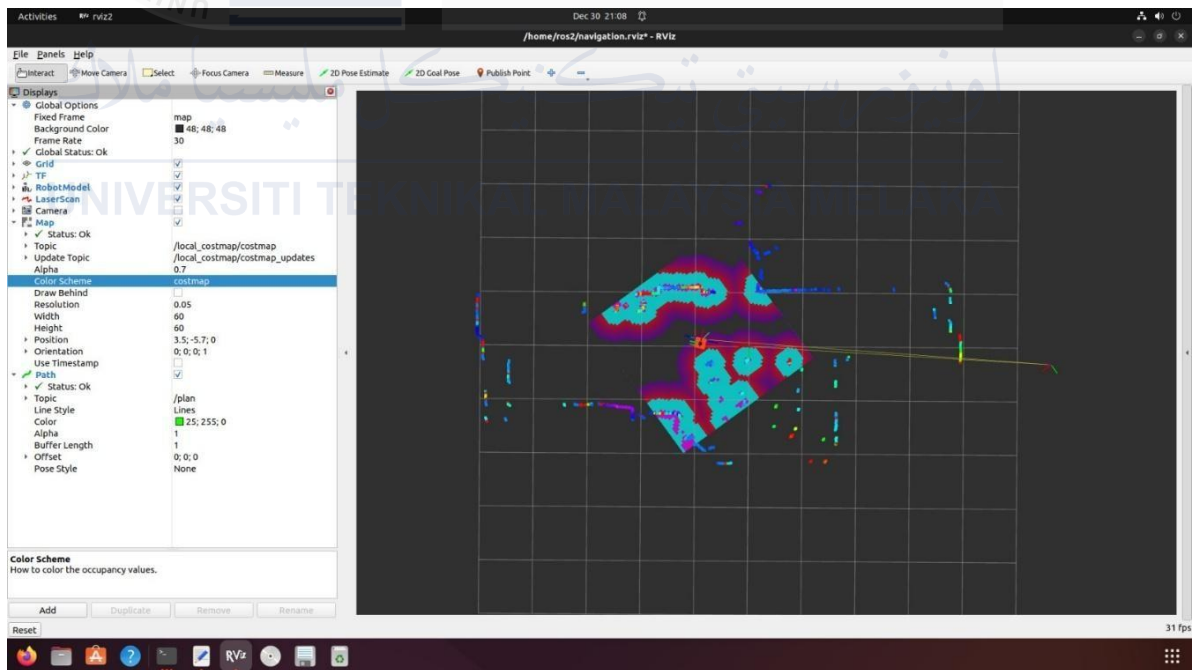 Activities rviz2 Dec 30 21:08
/home/ros2/navigation.rviz* - RViz
File Panels Help
Interact Move Camera Select Focus Camera Measure 2D Pose Estimate 2D Goal Pose Publish Point
اونيۏرسيتي تيكنيكل مليسيا ملاك
Displays
Global Options
Fixed Frame map
Background Color 48; 48; 48
Frame Rate 30
Global Status: Ok
Grid
TF
RobotModel
LaserScan
UNIVERSITI TEKNIKAL MALAYSIA MELAKA
Camera
Map
Status: Ok
Topic /local_costmap/costmap
Update Topic /local_costmap/costmap_updates
Alpha 0.7
Color Scheme costmap
Draw Behind
Resolution 0.05
Width 60
Height 60
Position 3.5; -5.7; 0
Orientation 0; 0; 0; 1
Use Timestamp
Path
Status: Ok
Topic /plan
Line Style Lines
Color 25; 255; 0
Alpha 1
Buffer Length 1
Offset 0; 0; 0
Pose Style None
Color Scheme
How to color the occupancy values.
Add Duplicate Remove Rename
Reset 31 fps
RViz